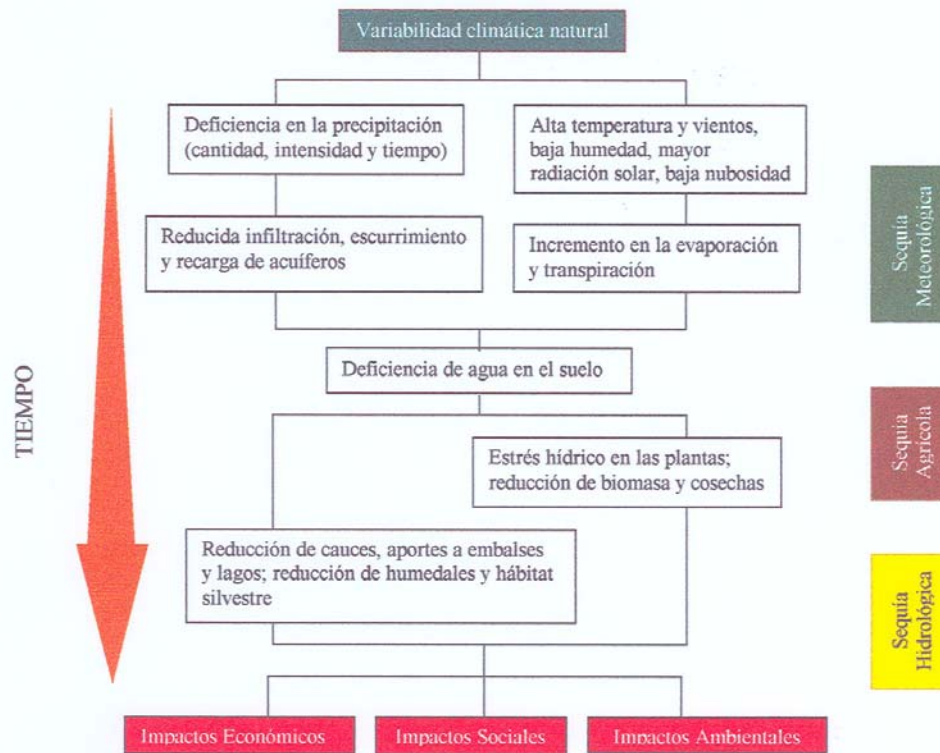 Variabilidad climática natural
Deficiencia en la precipitación
(cantidad, intensidad y tiempo)
Alta temperatura y vientos,
baja humedad, mayor
radiación solar, baja nubosidad
Reducida infiltración, escurrimiento
y recarga de acuíferos
Incremento en la evaporación
y transpiración
Sequía
Meteorológica
Deficiencia de agua en el suelo
TIEMPO
Estrés hídrico en las plantas;
reducción de biomasa y cosechas
Sequia
Agrícola
Reducción de cauces, aportes a embalses
y lagos; reducción de humedales y hábitat
silvestre
Sequía
Hidrológica
Impactos Económicos
Impactos Sociales
Impactos Ambientales